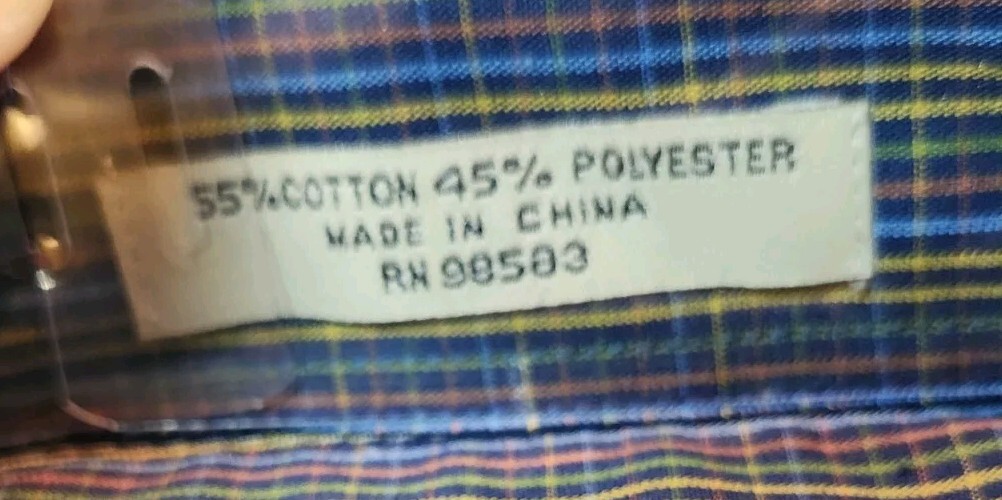 55% COTTON 45% POLYESTER
MADE IN CHINA
RN 98583